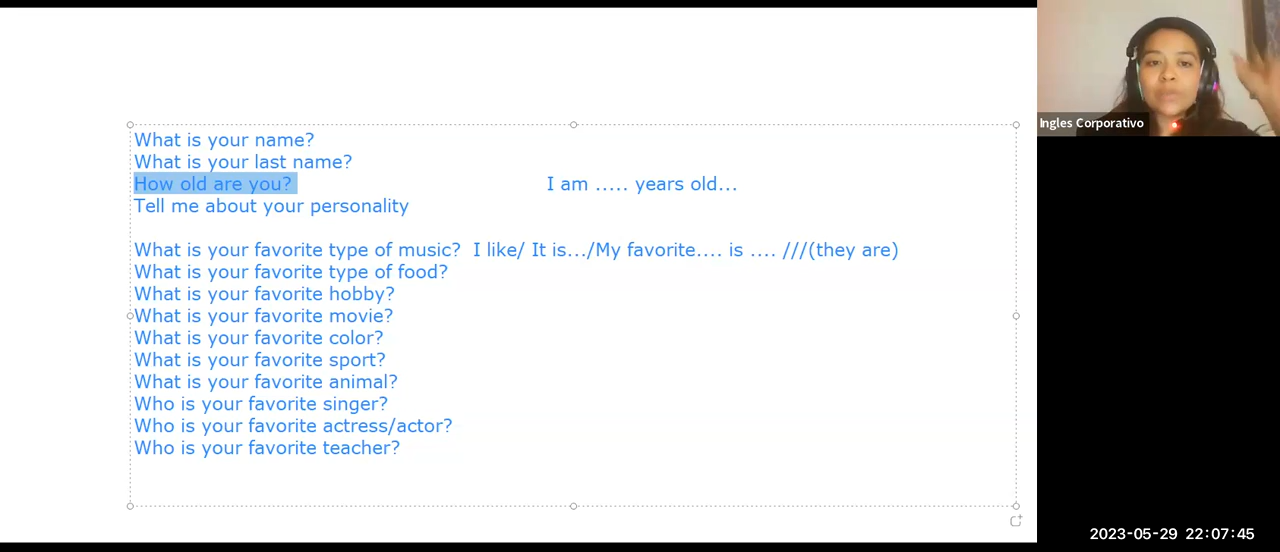 What is your name?
What is your last name?
How old are you? I am ..... years old...
Tell me about your personality
What is your favorite type of music? I like/ It is.../My favorite.... is .... ///(they are)
What is your favorite type of food?
What is your favorite hobby?
What is your favorite movie?
What is your favorite color?
What is your favorite sport?
What is your favorite animal?
Who is your favorite singer?
Who is your favorite actress/actor?
Who is your favorite teacher?
Ingles Corporativo
2023-05-29 22:07:45